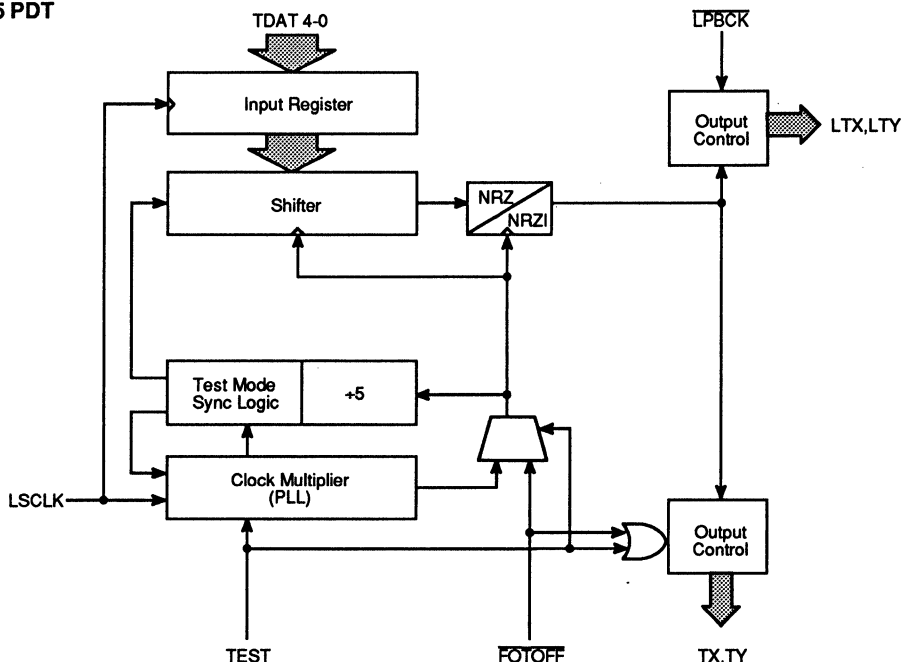 5 PDT
TDAT 4-0
LPBCK
Input Register
Output
Control
LTX,LTY
Shifter
NRZ
NRZI
Test Mode
Sync Logic
÷5
Clock Multiplier
(PLL)
LSCLK
Output
Control
TEST
FOTOFF
TX,TY